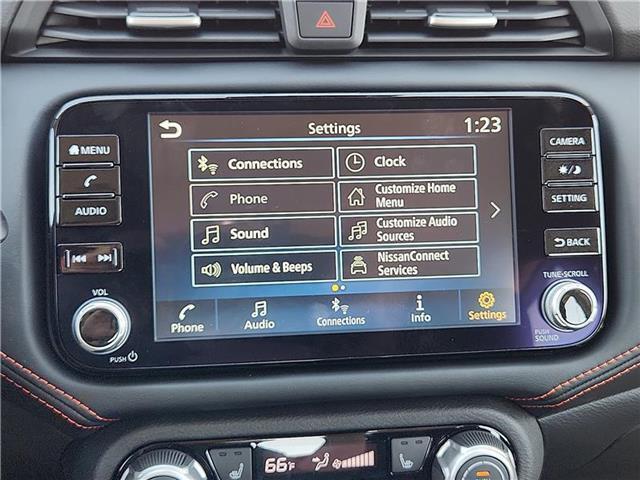 Settings
1:23
MENU
AUDIO
VOL
PUSH
Connections
Clock
Phone
Customize Home
Menu
Sound
Customize Audio
Sources
Volume & Beeps
NissanConnect
Services
Phone
Audio
Connections
Info
Settings
CAMERA
SETTING
BACK
TUNE·SCROLL
PUSH
SOUND
66°F